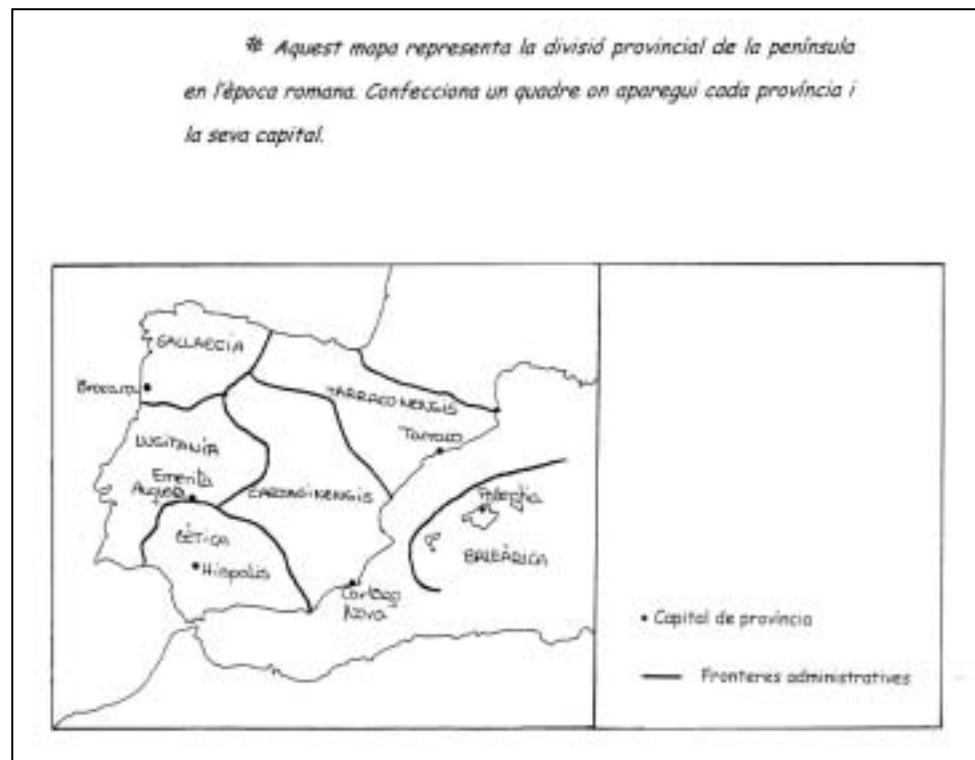 * Aquest mapa representa la divisió provincial de la península
en l'època romana. Confecciona un quadre on aparegui cada província i
la seva capital.
GALLAECIA
Bracara
TARRACONENSIS
Tarraco
LUSITANIA
Emerita
Augusta
CARTAGINENSIS
BÈTICA
Hispalis
Cartago
Nova
BALEÀRICA
• Capital de província
Fronteres administratives